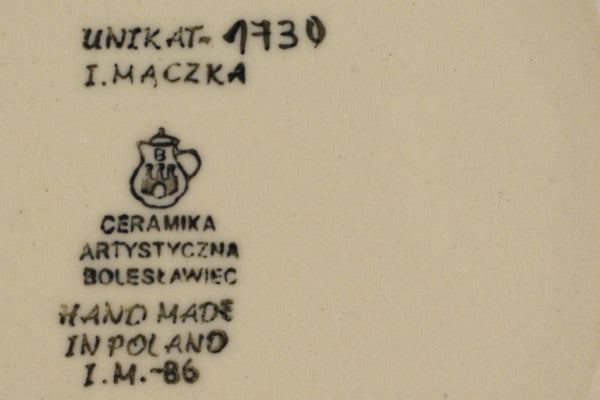 UNIKAT- 1730
I. MĄCZKA
B
CERAMIKA
ARTYSTYCZNA
BOLESŁAWIEC
HAND MADE
IN POLAND
I.M.-86